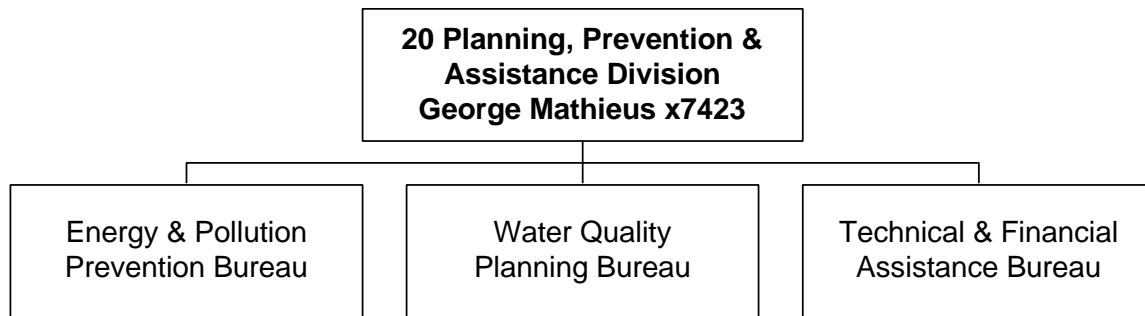 20 Planning, Prevention &
Assistance Division
George Mathieus x7423
Energy & Pollution
Prevention Bureau
Water Quality
Planning Bureau
Technical & Financial
Assistance Bureau